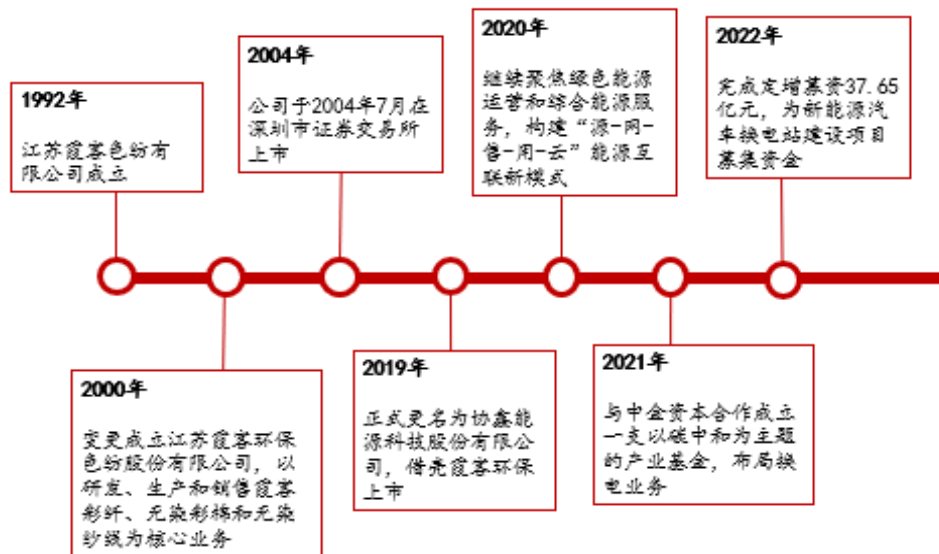 1992年
江苏霞客色纺有
限公司成立
2000年
变更成立江苏霞客环保
色纺股份有限公司，以
研发、生产和销售霞客
彩纤、无染彩棉和无染
纱线为核心业务
2004年
公司于2004年7月在
深圳市证券交易所
上市
2019年
正式更名为协鑫能
源科技股份有限公
司，借壳霞客环保
上市
2020年
继续聚焦绿色能源
运营和综合能源服
务，构建“源-网-
售-用-云”能源互
联新模式
2021年
与中金资本合作成立
一支以碳中和为主题
的产业基金，布局换
电业务
2022年
完成定增募资37.65
亿元，为新能源汽
车换电站建设项目
募集资金